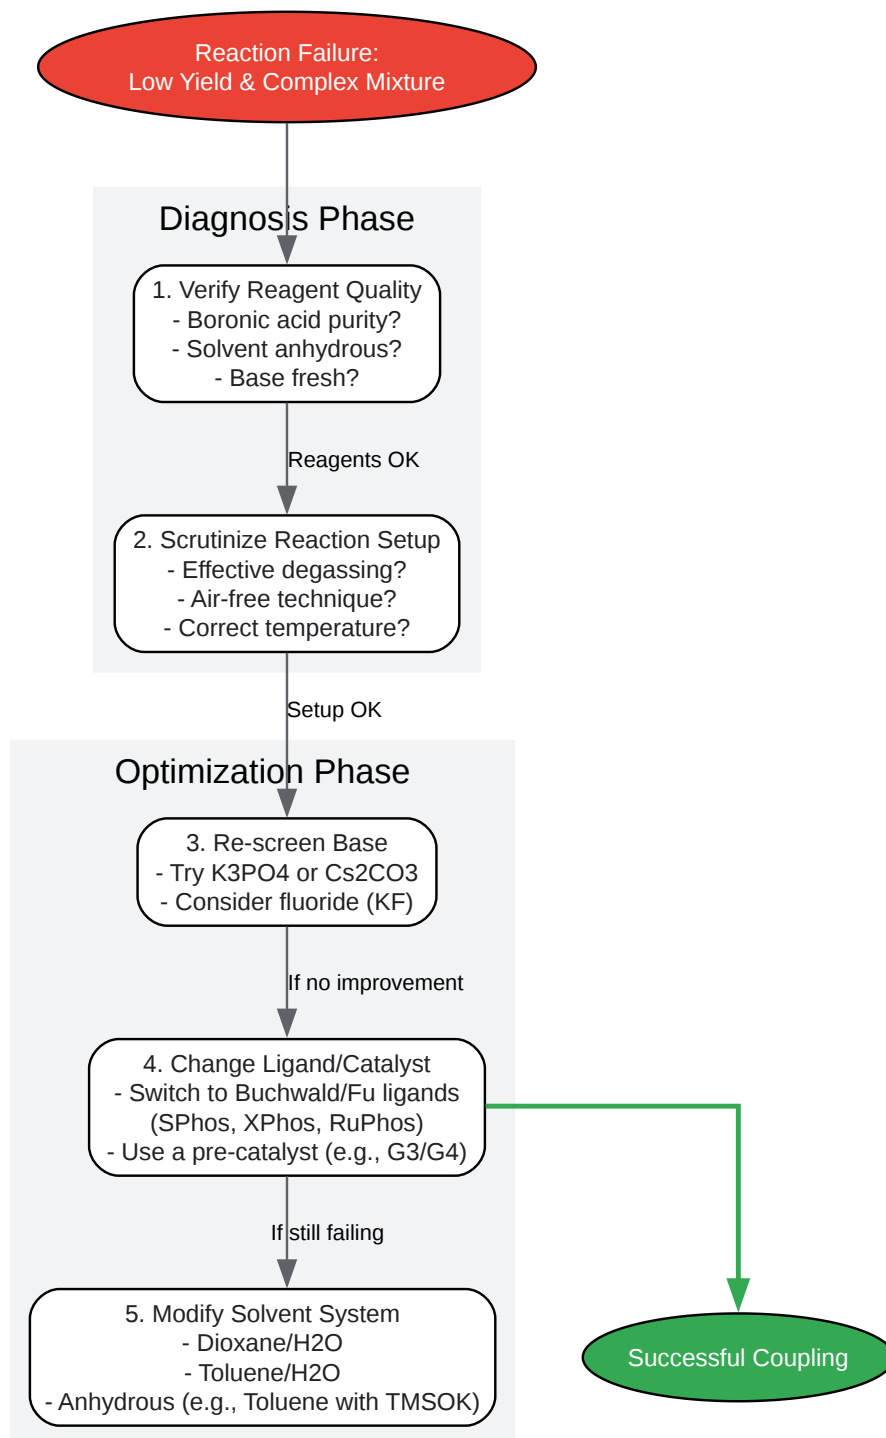 Reaction Failure:
Low Yield & Complex Mixture
Diagnosis Phase
1. Verify Reagent Quality
- Boronic acid purity?
- Solvent anhydrous?
- Base fresh?
Reagents OK
2. Scrutinize Reaction Setup
- Effective degassing?
- Air-free technique?
- Correct temperature?
Setup OK
Optimization Phase
3. Re-screen Base
- Try K3PO4 or Cs2CO3
- Consider fluoride (KF)
If no improvement
4. Change Ligand/Catalyst
- Switch to Buchwald/Fu ligands
(SPhos, XPhos, RuPhos)
- Use a pre-catalyst (e.g., G3/G4)
If still failing
5. Modify Solvent System
- Dioxane/H2O
- Toluene/H2O
- Anhydrous (e.g., Toluene with TMSOK)
Successful Coupling